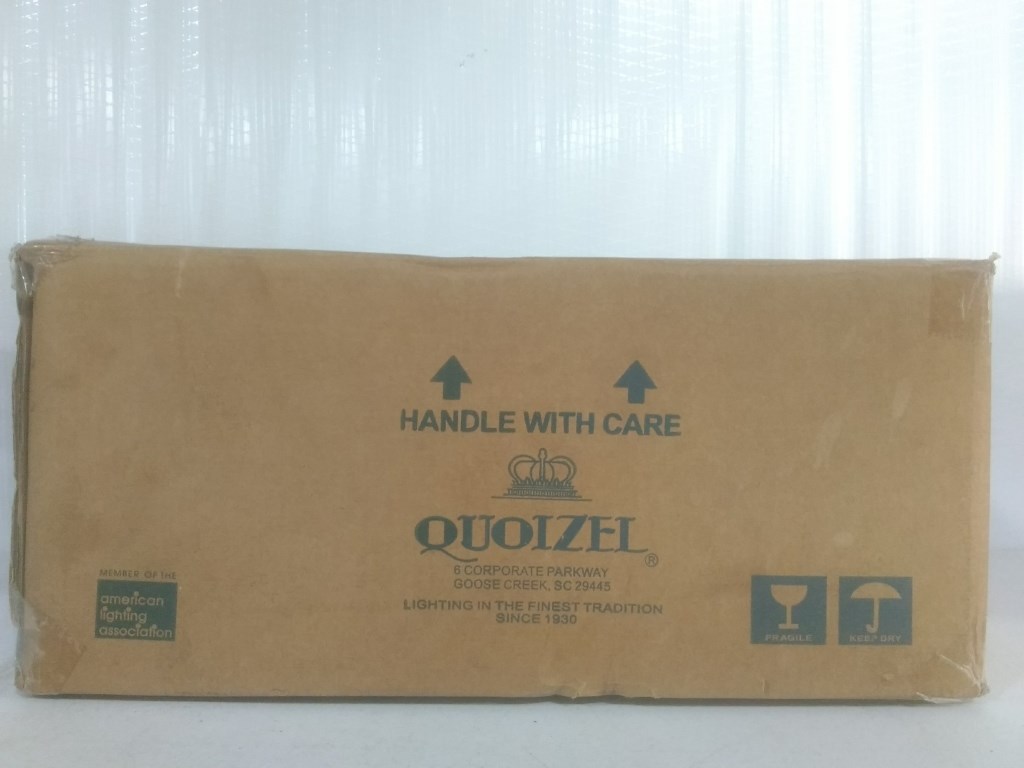 HANDLE WITH CARE
QUOIZEL®
6 CORPORATE PARKWAY
GOOSE CREEK, SC 29445
LIGHTING IN THE FINEST TRADITION
SINCE 1930
MEMBER OF THE
american
lighting
association
FRAGILE
KEEP DRY